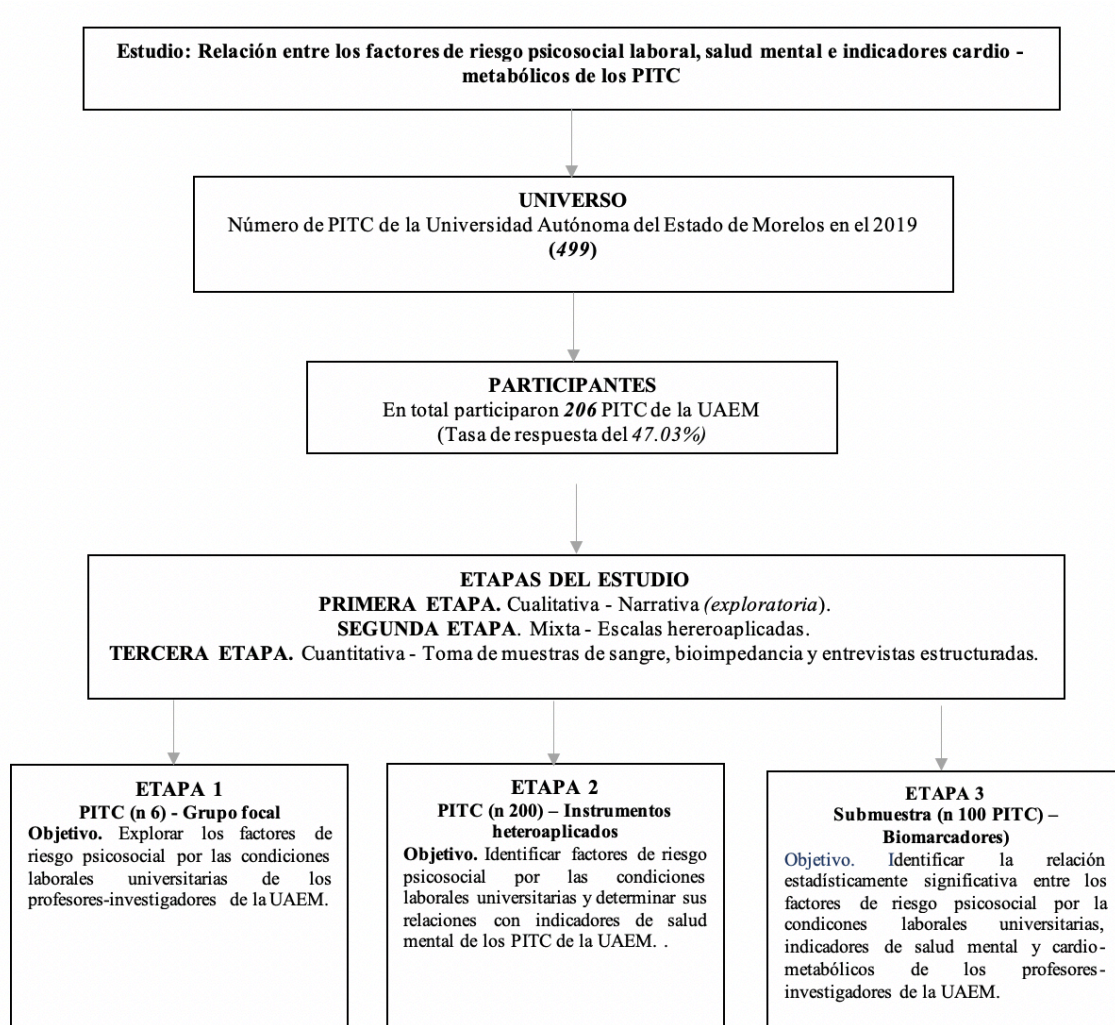 Estudio: Relación entre los factores de riesgo psicosocial laboral, salud mental e indicadores cardio -
metabólicos de los PITC
UNIVERSO
Número de PITC de la Universidad Autónoma del Estado de Morelos en el 2019
(499)
PARTICIPANTES
En total participaron 206 PITC de la UAEM
(Tasa de respuesta del 47.03%)
ETAPAS DEL ESTUDIO
PRIMERA ETAPA. Cualitativa - Narrativa (exploratoria).
SEGUNDA ETAPA. Mixta - Escalas hereroaplicadas.
TERCERA ETAPA. Cuantitativa - Toma de muestras de sangre, bioimpedancia y entrevistas estructuradas.
ETAPA 1
PITC (n 6) - Grupo focal
Objetivo. Explorar los factores de
riesgo psicosocial por las condiciones
laborales universitarias de los
profesores-investigadores de la UAEM.
ETAPA 2
PITC (n 200) – Instrumentos
heteroaplicados
Objetivo. Identificar factores de riesgo
psicosocial por las condiciones
laborales universitarias y determinar sus
relaciones con indicadores de salud
mental de los PITC de la UAEM. .
ETAPA 3
Submuestra (n 100 PITC) –
Biomarcadores)
Objetivo. Identificar la relación
estadísticamente significativa entre los
factores de riesgo psicosocial por la
condicones laborales universitarias,
indicadores de salud mental y cardio-
metabólicos de los profesores-
investigadores de la UAEM.